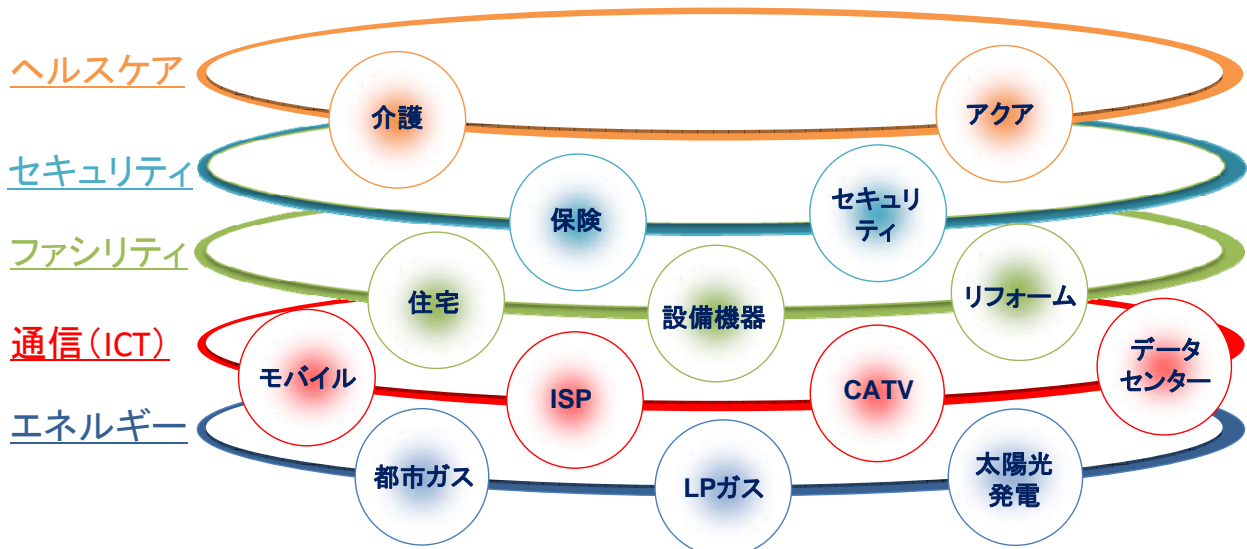 ヘルスケア
介護
アクア
セキュリティ
保険
セキュリ
ティ
ファシリティ
住宅
設備機器
リフォーム
通信（ICT）
モバイル
ISP
CATV
データ
センター
エネルギー
都市ガス
LPガス
太陽光
発電